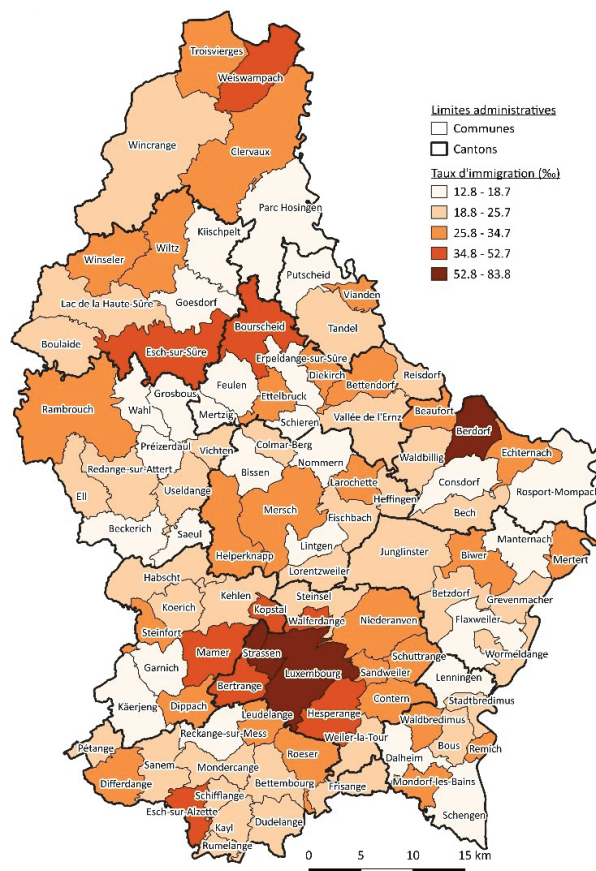 Troisvierges
Weiswampach
Wincrange
Clervaux
Limites administratives
Communes
Cantons
Taux d'immigration (‰)
12.8 - 18.7
18.8 - 25.7
25.8 - 34.7
34.8 - 52.7
52.8 - 83.8
Parc Hosingen
Kiischpelt
Wiltz
Winseler
Putscheid
Vianden
Lac de la Haute-Sûre
Goesdorf
Bourscheid
Tandel
Boulaide
Esch-sur-Sûre
Erpeldange-sur-Sûre
Diekirch
Bettendorf
Reisdorf
Feulen
Ettelbruck
Rambrouch
Grosbous
Wahl
Mertzig
Schieren
Vallée de l'Ernz
Beaufort
Berdorf
Préizerdaul
Vichten
Colmar-Berg
Echternach
Redange-sur-Attert
Bissen
Nommern
Waldbillig
Consdorf
Ell
Useldange
Larochette
Heffingen
Rosport-Mompach
Mersch
Fischbach
Bech
Beckerich
Saeul
Lintgen
Manternach
Helperknapp
Lorentzweiler
Junglinster
Biwer
Mertert
Habscht
Kehlen
Steinsel
Betzdorf
Grevenmacher
Koerich
Kopstal
Walferdange
Niederanven
Flaxweiler
Steinfort
Mamer
Strassen
Schuttrange
Wormeldange
Garnich
Bertrange
Luxembourg
Sandweiler
Lenningen
Käerjeng
Dippach
Contern
Stadtbredimus
Leudelange
Hesperange
Waldbredimus
Reckange-sur-Mess
Weiler-la-Tour
Bous
Remich
Pétange
Roeser
Dalheim
Sanem
Mondercange
Mondorf-les-Bains
Differdange
Bettembourg
Frisange
Schifflange
Esch-sur-Alzette
Schengen
Kayl
Dudelange
Rumelange
0 5 10 15 km